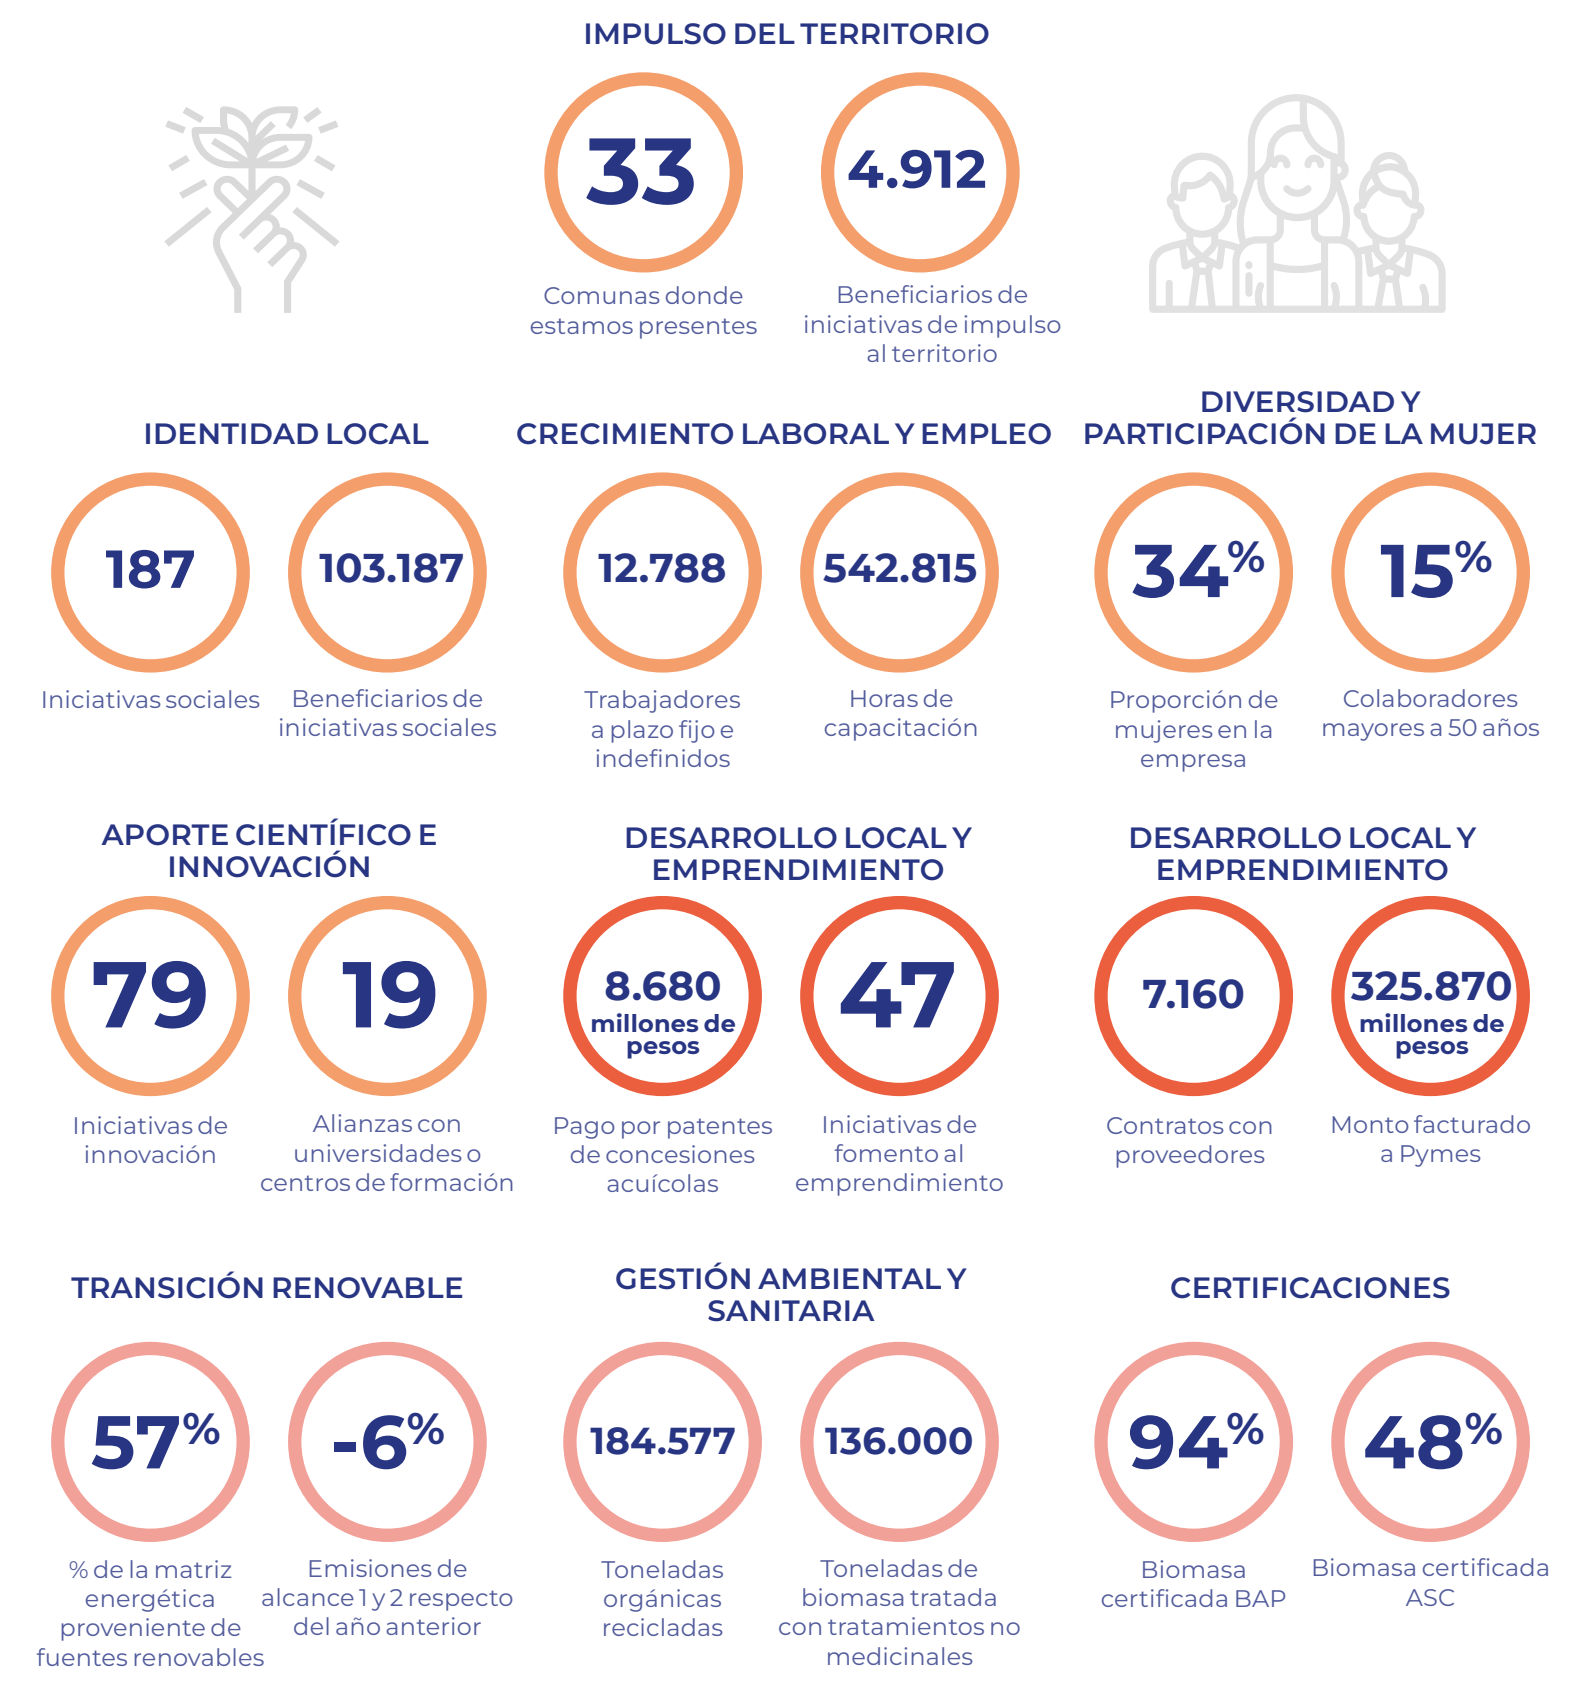 IMPULSO DEL TERRITORIO
33
Comunas donde
estamos presentes
4.912
Beneficiarios de
iniciativas de impulso
al territorio
IDENTIDAD LOCAL
187
Iniciativas sociales
103.187
Beneficiarios de
iniciativas sociales
CRECIMIENTO LABORAL Y EMPLEO
12.788
Trabajadores
a plazo fijo e
indefinidos
542.815
Horas de
capacitación
DIVERSIDAD Y
PARTICIPACIÓN DE LA MUJER
34%
Proporción de
mujeres en la
empresa
15%
Colaboradores
mayores a 50 años
APORTE CIENTÍFICO E
INNOVACIÓN
79
Iniciativas de
innovación
19
Alianzas con
universidades o
centros de formación
DESARROLLO LOCAL Y
EMPRENDIMIENTO
8.680
millones de
pesos
Pago por patentes
de concesiones
acuícolas
47
Iniciativas de
fomento al
emprendimiento
DESARROLLO LOCAL Y
EMPRENDIMIENTO
7.160
Contratos con
proveedores
325.870
millones de
pesos
Monto facturado
a Pymes
TRANSICIÓN RENOVABLE
57%
% de la matriz
energética
proveniente de
fuentes renovables
-6%
Emisiones de
alcance 1 y 2 respecto
del año anterior
GESTIÓN AMBIENTAL Y
SANITARIA
184.577
Toneladas
orgánicas
recicladas
136.000
Toneladas de
biomasa tratada
con tratamientos no
medicinales
CERTIFICACIONES
94%
Biomasa
certificada BAP
48%
Biomasa certificada
ASC